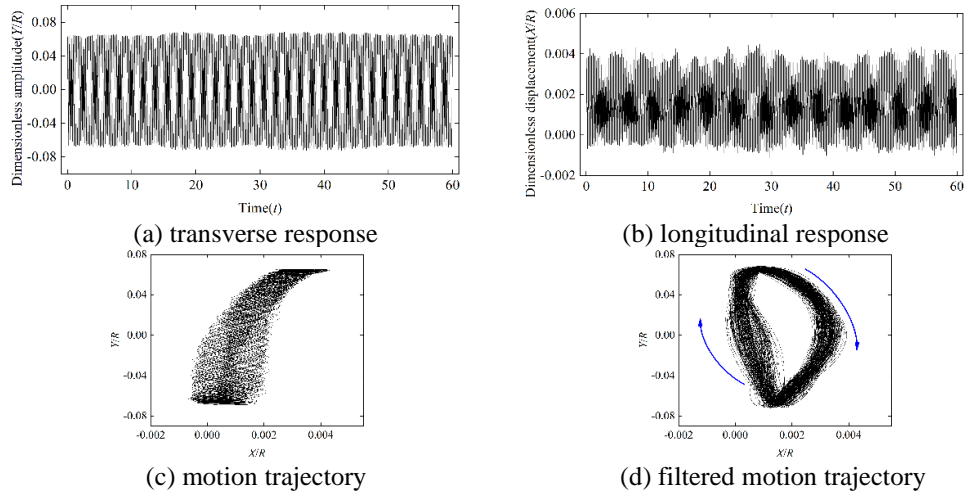 Dimensionless amplitude(Y/R)
0.08
0.04
0.00
-0.04
-0.08
0 10 20 30 40 50 60
Time(t)
(a) transverse response
Dimensionless displacement(X/R)
0.006
0.004
0.002
0.000
-0.002
0 10 20 30 40 50 60
Time(t)
(b) longitudinal response
Y/R
0.08
0.04
0.00
-0.04
-0.08
-0.002 0.000 0.002 0.004
X/R
(c) motion trajectory
Y/R
0.08
0.04
0.00
-0.04
-0.09
-0.002 0.000 0.002 0.004
X/R
(d) filtered motion trajectory